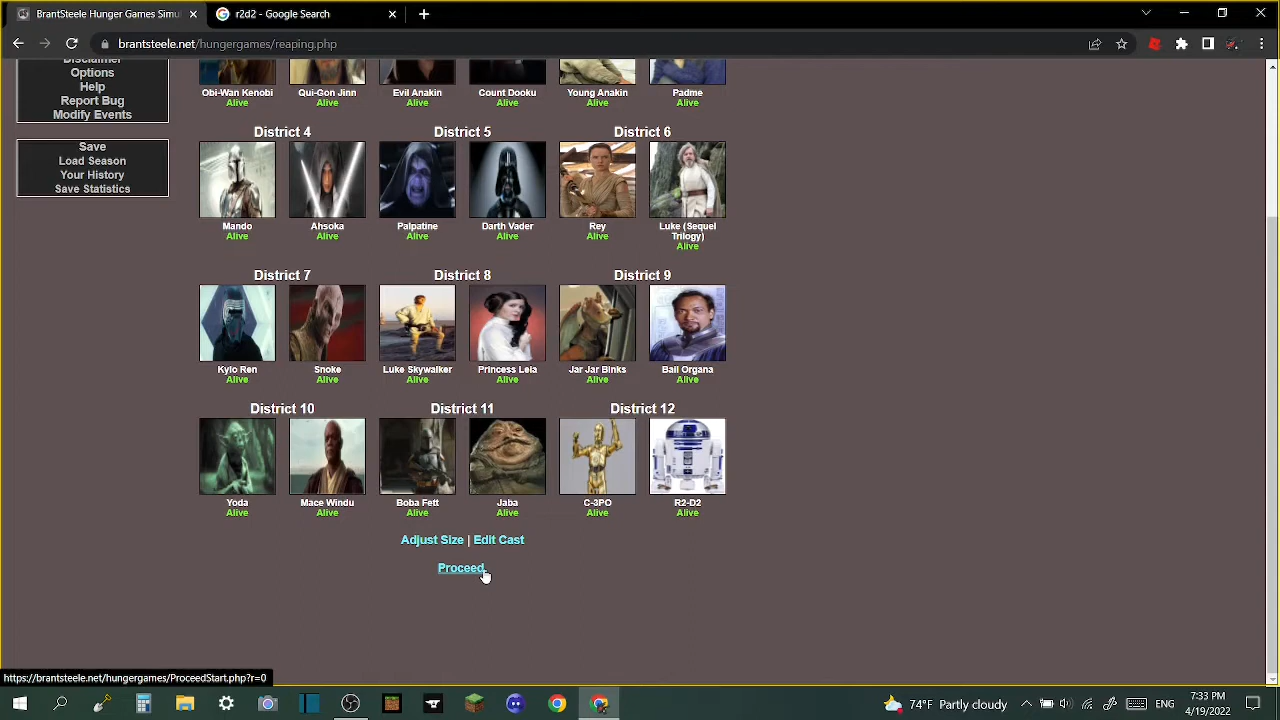 BrantSteele Hunger Games Simul
r2d2 - Google Search
brantsteele.net/hungergames/reaping.php
Disclaimer
Options
Help
Report Bug
Modify Events
Save
Load Season
Your History
Save Statistics
Obi-Wan Kenobi Qui-Gon Jinn Evil Anakin Count Dooku Young Anakin Padme
Alive Alive Alive Alive Alive Alive
District 4 District 5 District 6
Mando Ahsoka Palpatine Darth Vader Rey Luke (Sequel
Trilogy)
Alive Alive Alive Alive Alive Alive
District 7 District 8 District 9
Kylo Ren Snoke Luke Skywalker Princess Leia Jar Jar Binks Bail Organa
Alive Alive Alive Alive Alive Alive
District 10 District 11 District 12
Yoda Mace Windu Boba Fett Jaba C-3PO R2-D2
Alive Alive Alive Alive Alive Alive
Adjust Size | Edit Cast
Proceed
https://brantsteele.net/hungergames/ProceedStart.php?r=0
74°F Partly cloudy
ENG
7:33 PM
4/19/2022